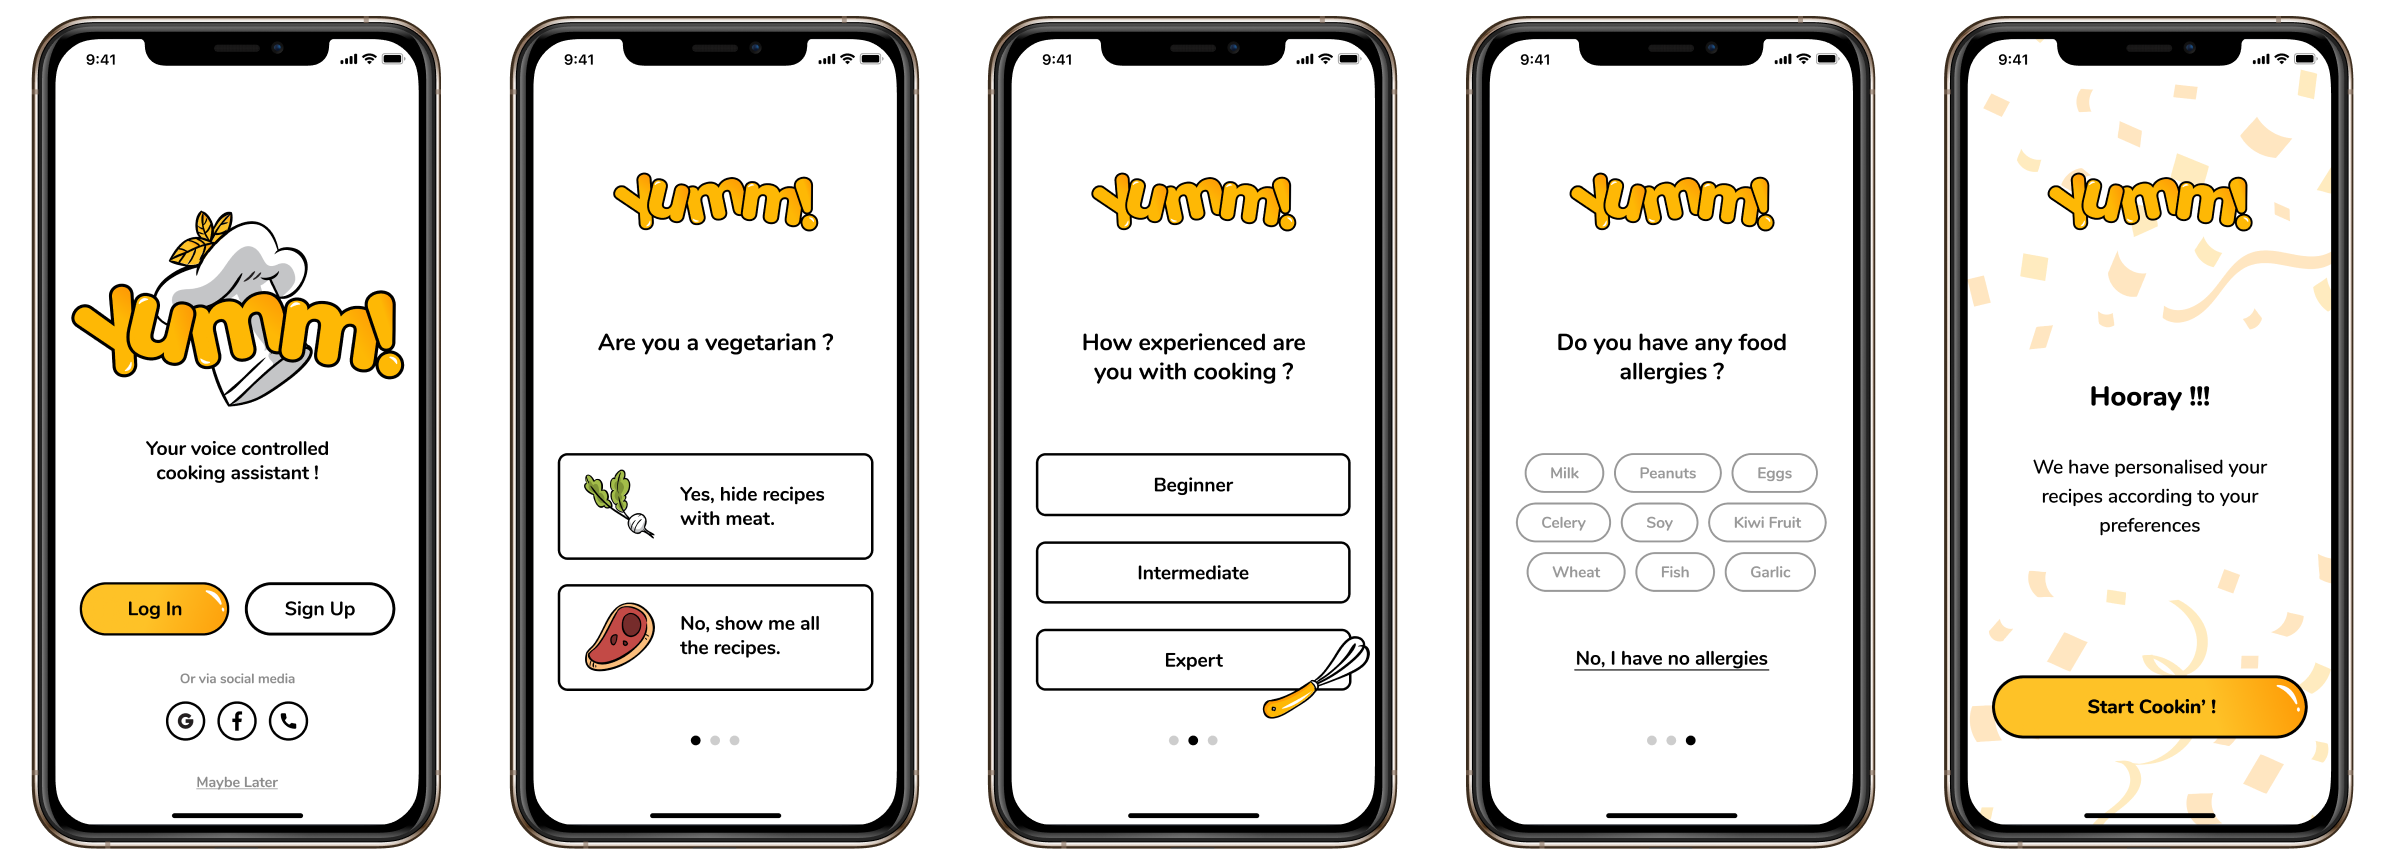 9:41
Yumm!
Your voice controlled
cooking assistant !
Log In
Sign Up
Or via social media
G
f
Maybe Later
9:41
Yumm!
Are you a vegetarian ?
Yes, hide recipes
with meat.
No, show me all
the recipes.
9:41
Yumm!
How experienced are
you with cooking ?
Beginner
Intermediate
Expert
9:41
Yumm!
Do you have any food
allergies ?
Milk
Peanuts
Eggs
Celery
Soy
Kiwi Fruit
Wheat
Fish
Garlic
No, I have no allergies
9:41
Yumm!
Hooray !!!
We have personalised your
recipes according to your
preferences
Start Cookin’ !